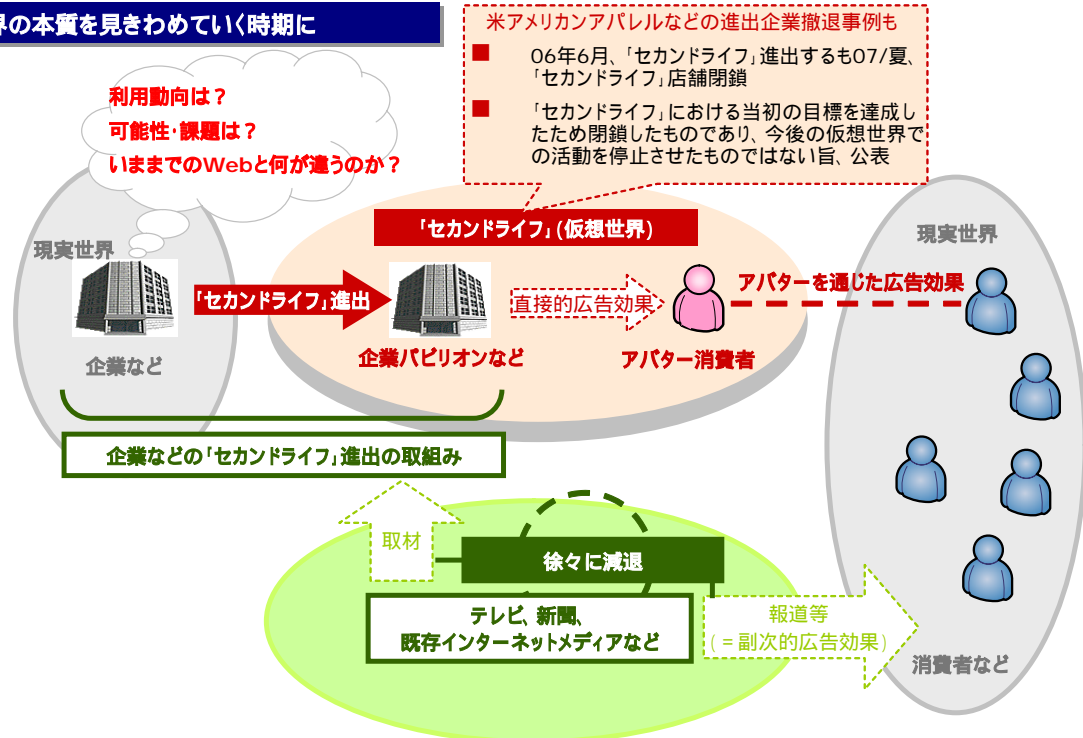 の本質を見きわめていく時期に
米アメリカンアパレルなどの進出企業撤退事例も
06年6月、「セカンドライフ」進出するも07/夏、
「セカンドライフ」店舗閉鎖
「セカンドライフ」における当初の目標を達成し
たため閉鎖したものであり、今後の仮想世界で
の活動を停止させたものではない旨、公表
利用動向は？
可能性・課題は？
いままでのWebと何が違うのか？
「セカンドライフ」(仮想世界)
現実世界
現実世界
「セカンドライフ」進出
直接的広告効果
アバターを通じた広告効果
企業など
企業パビリオンなど
アバター消費者
企業などの「セカンドライフ」進出の取組み
取材
徐々に減退
テレビ、新聞、
既存インターネットメディアなど
報道等
(＝副次的広告効果)
消費者など